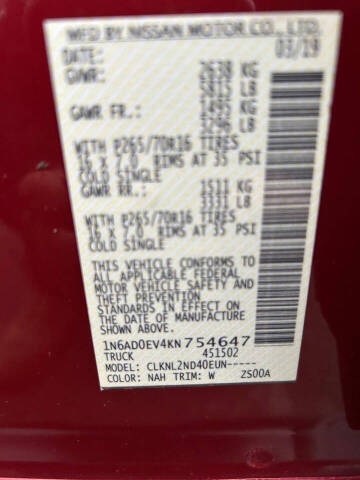 MFD BY NISSAN MOTOR CO., LTD.
DATE: 03/19
GVWR: 2638 KG
5815 LB
GAWR FR.: 1495 KG
3296 LB
WITH P265/70R16 TIRES
16 X 7.0 RIMS AT 35 PSI
COLD SINGLE
GAWR RR.: 1511 KG
3331 LB
WITH P265/70R16 TIRES
16 X 7.0 RIMS AT 35 PSI
COLD SINGLE
THIS VEHICLE CONFORMS TO
ALL APPLICABLE FEDERAL
MOTOR VEHICLE SAFETY AND
THEFT PREVENTION
STANDARDS IN EFFECT ON
THE DATE OF MANUFACTURE
SHOWN ABOVE.
1N6AD0EV4KN754647
TRUCK 451502
MODEL: CLKNL2ND40EUN-----
COLOR: NAH TRIM: W ZS00A